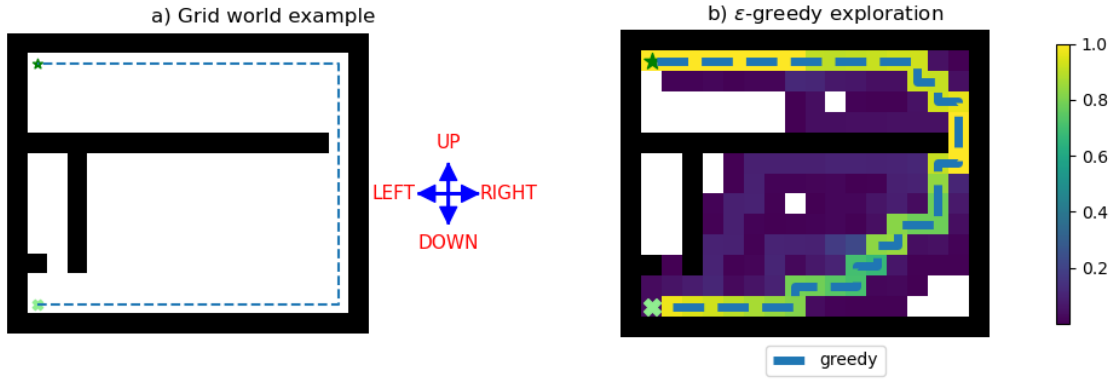 a) Grid world example
b) ε-greedy exploration
UP
LEFT
RIGHT
DOWN
1.0
0.8
0.6
0.4
0.2
greedy